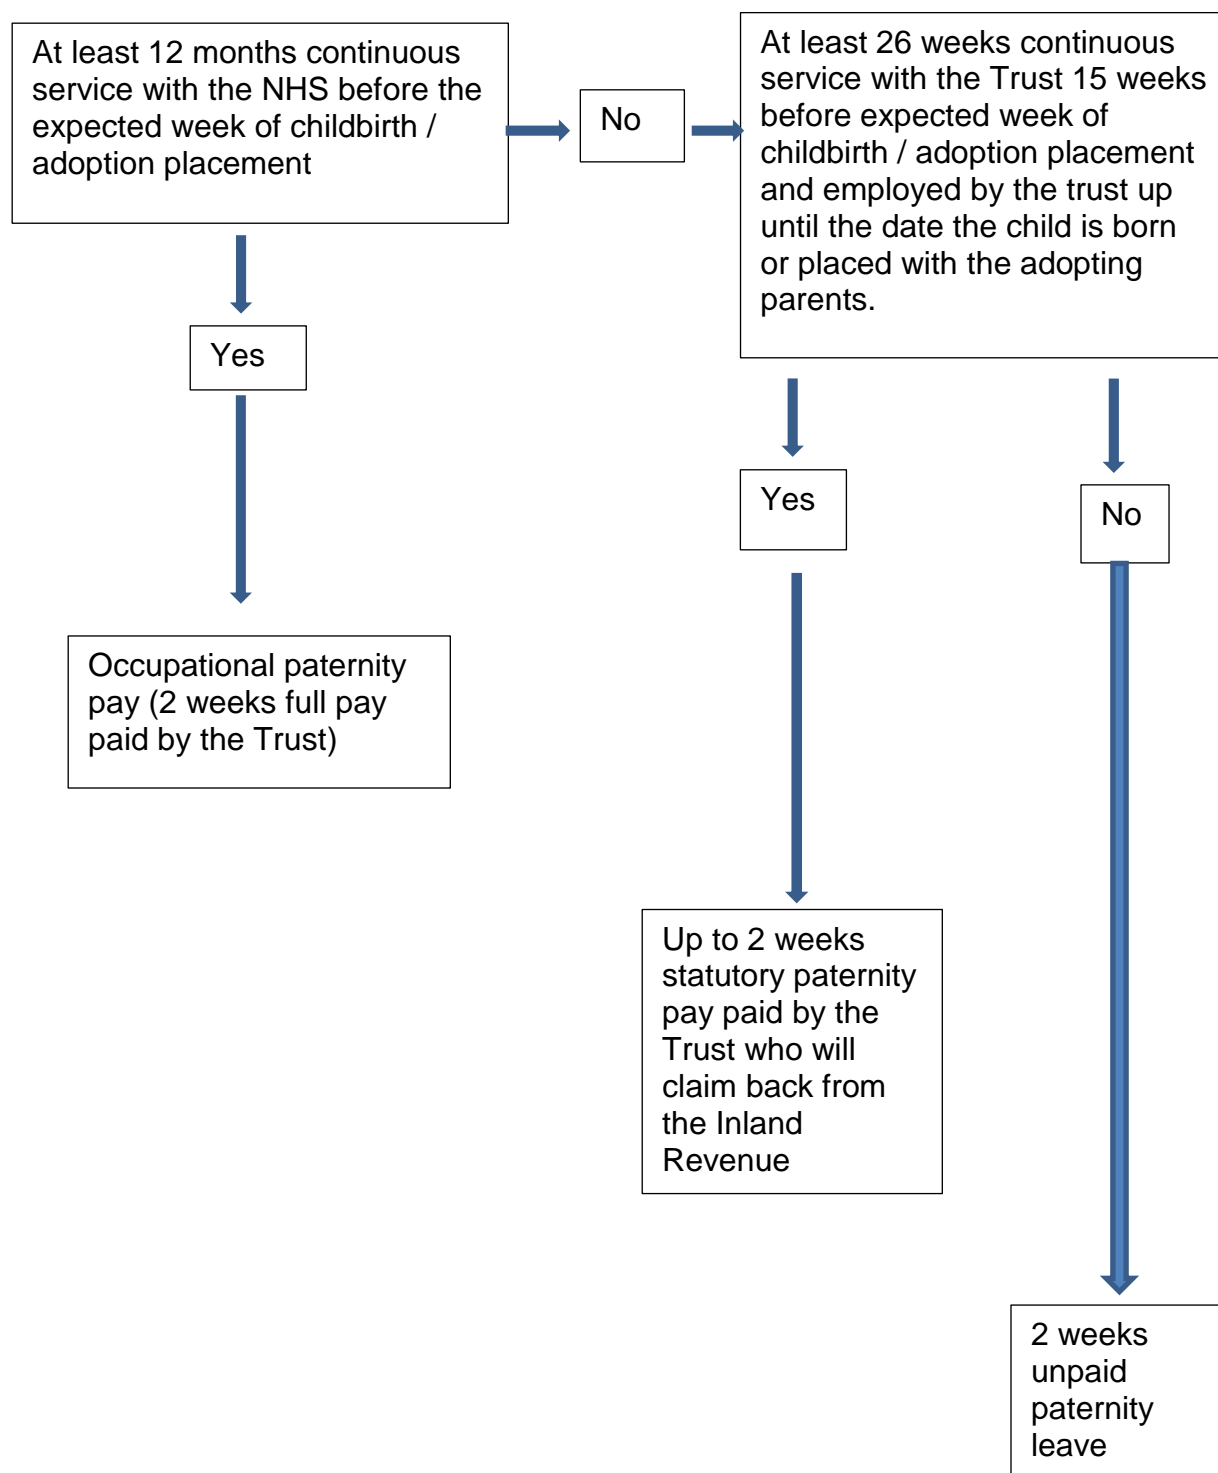 At least 12 months continuous
service with the NHS before the
expected week of childbirth /
adoption placement
No
At least 26 weeks continuous
service with the Trust 15 weeks
before expected week of
childbirth / adoption placement
and employed by the trust up
until the date the child is born
or placed with the adopting
parents.
Yes
Yes
No
Occupational paternity
pay (2 weeks full pay
paid by the Trust)
Up to 2 weeks
statutory paternity
pay paid by the
Trust who will
claim back from
the Inland
Revenue
2 weeks
unpaid
paternity
leave